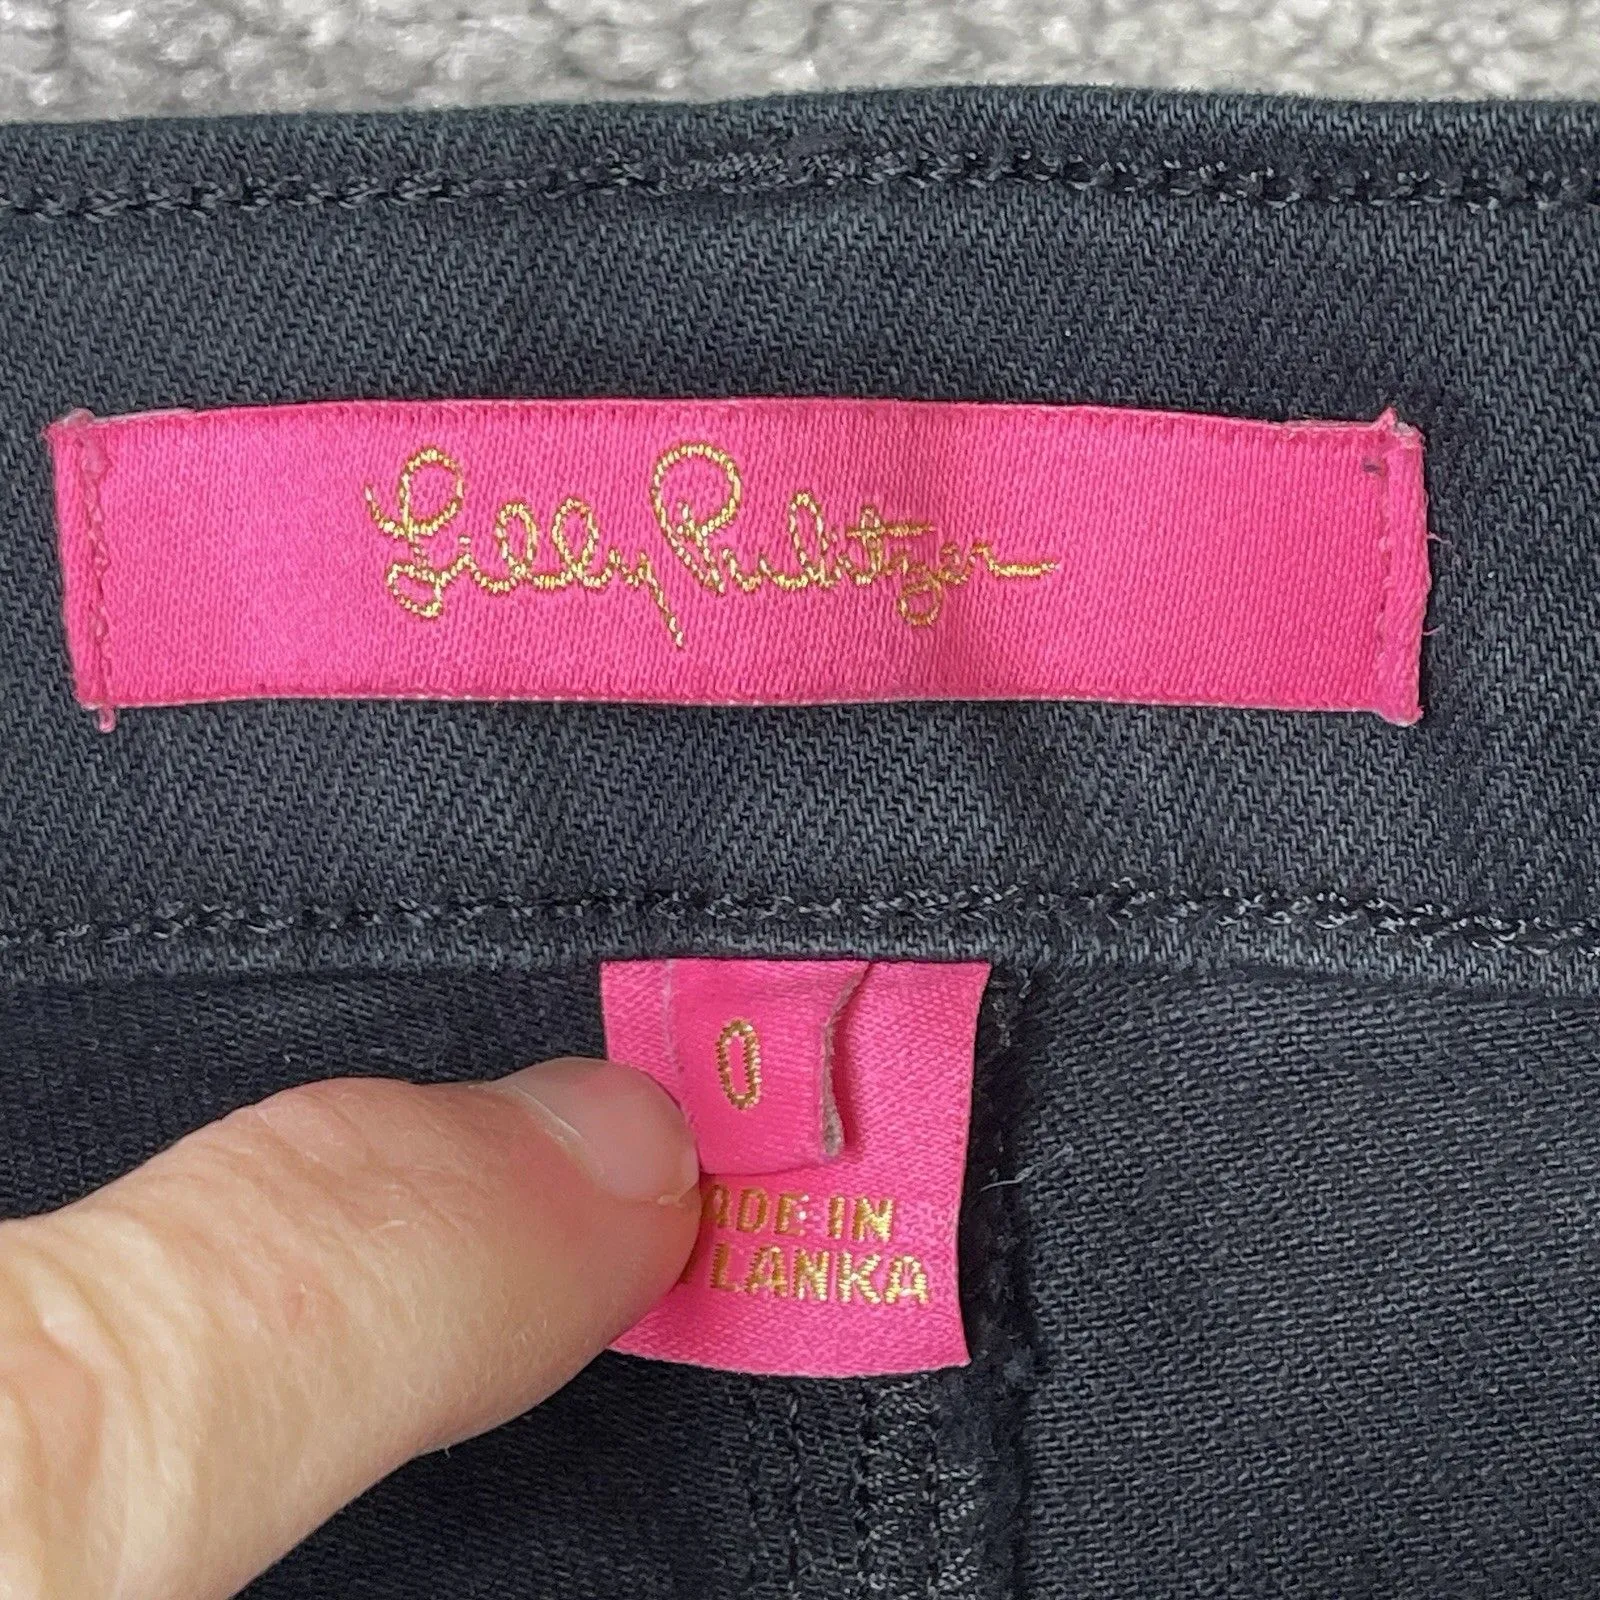 Lilly Pulitzer
0
ADE IN
LANKA